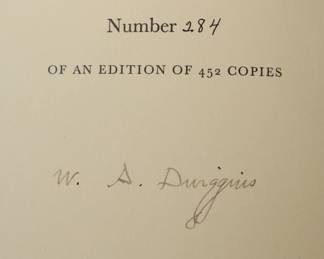 Number 284
OF AN EDITION OF 452 COPIES
W. A. Dwiggins